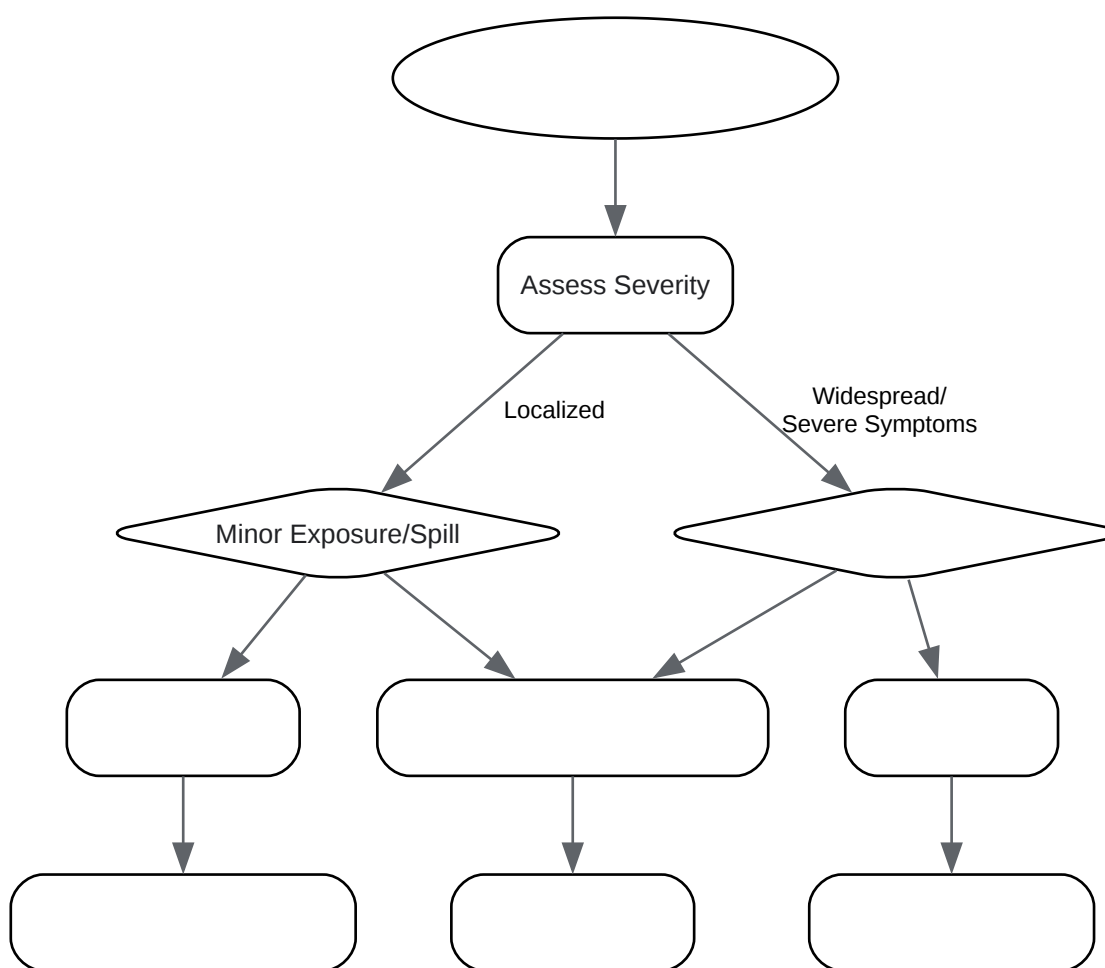 Assess Severity
Localized
Widespread/
Severe Symptoms
Minor Exposure/Spill